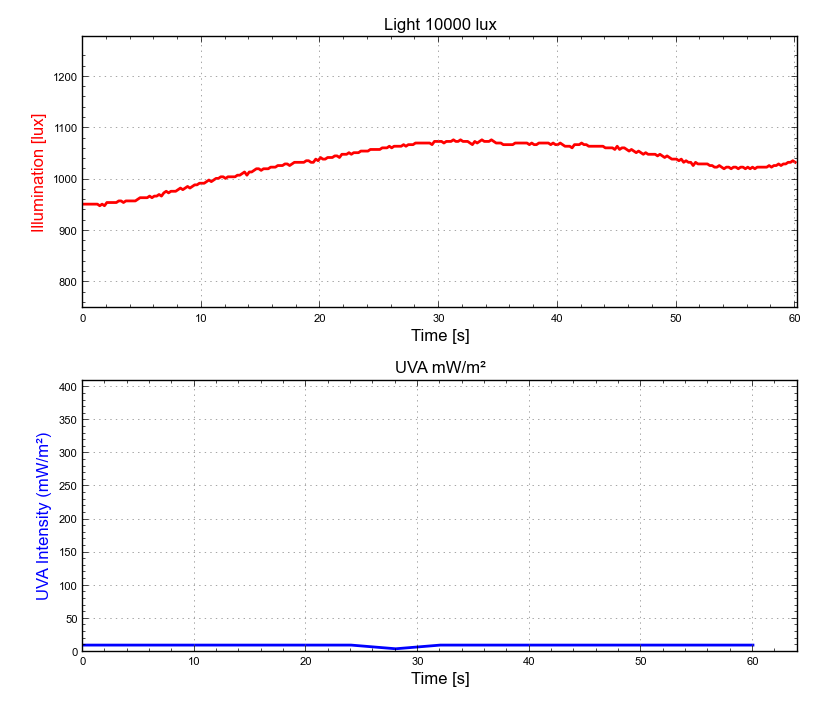 Light 10000 lux
1200
1100
1000
900
800
Illumination [lux]
0 10 20 30 40 50 60
Time [s]
UVA mW/m²
400
350
300
250
200
150
100
50
0
UVA Intensity (mW/m²)
0 10 20 30 40 50 60
Time [s]